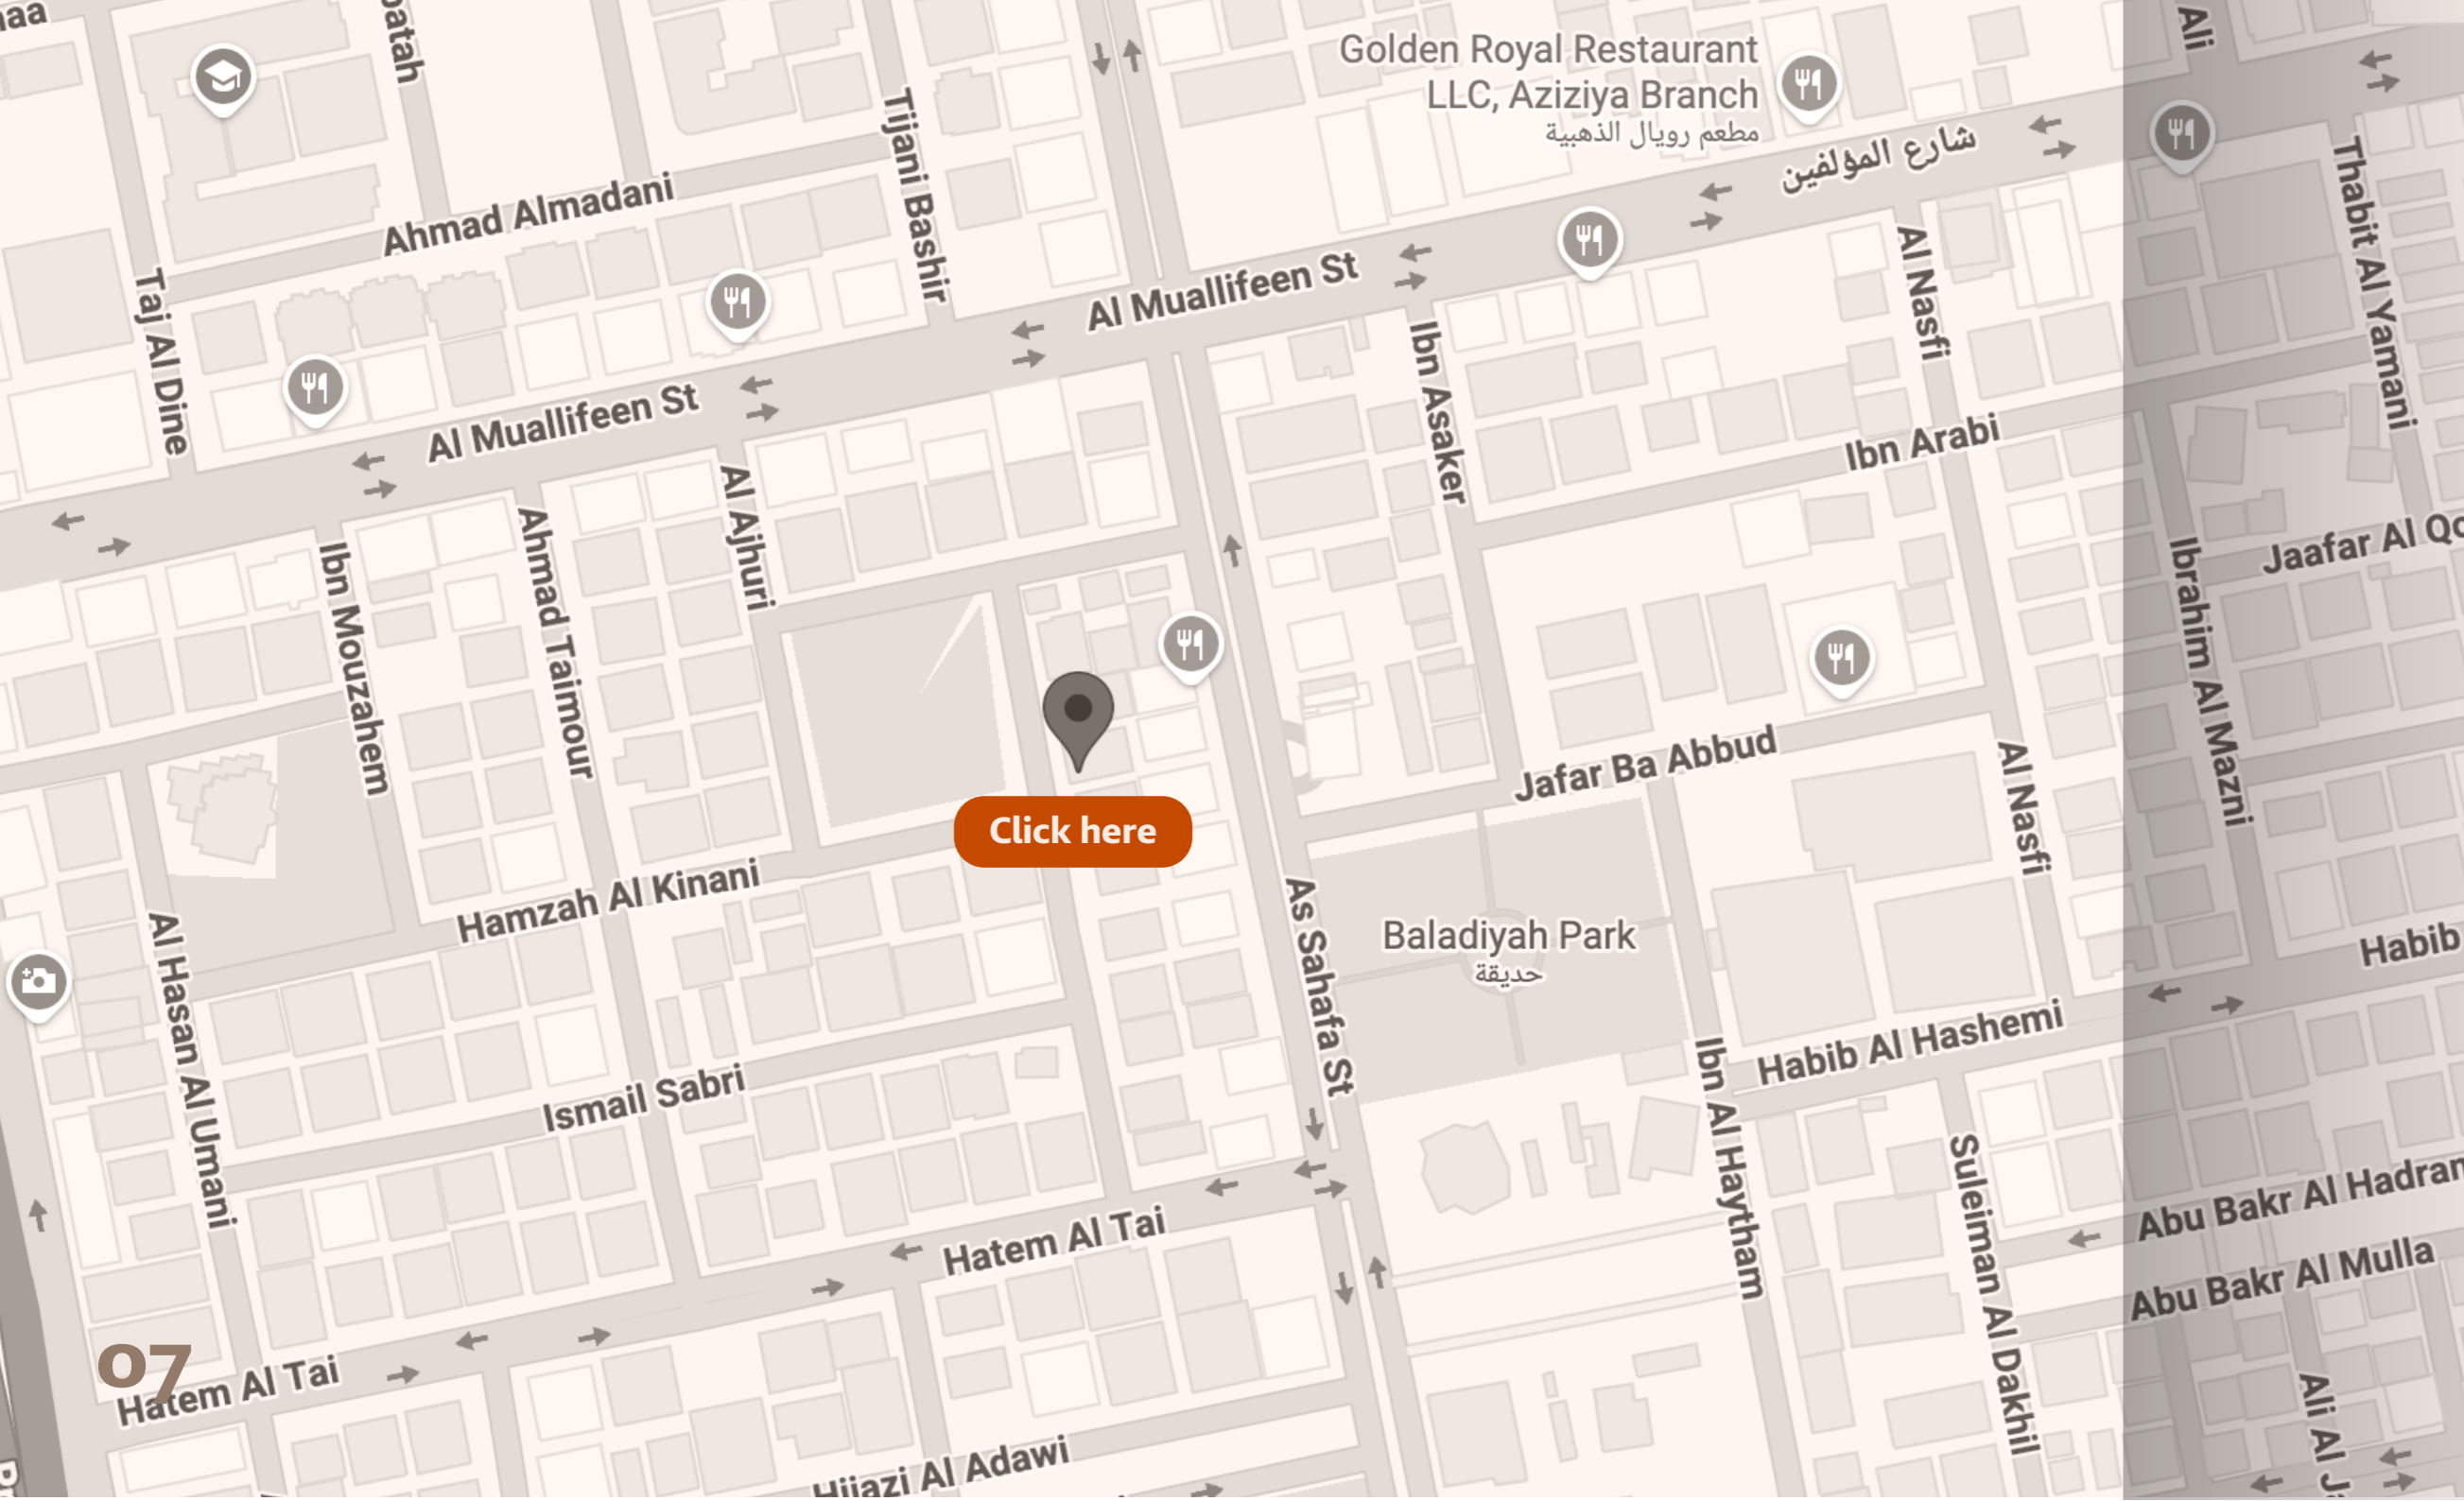 Ali
Golden Royal Restaurant
LLC, Aziziya Branch
مطعم رويال الذهبية
شارع المؤلفين
Tijani Bashir
Thabit Al Yamani
Ahmad Almadani
Taj Al Dine
Al Muallifeen St
Al Nasfi
Ibn Asaker
Al Muallifeen St
Ibn Arabi
Al Ajhuri
Ahmad Taimour
Ibn Mouzahem
Jaafar Al
Ibrahim Al Mazni
Jafar Ba Abbud
Al Nasfi
Click here
Hamzah Al Kinani
As Sahafa St
Baladiyah Park
حديقة
Habib
Al Hasan Al Umani
Habib Al Hashemi
Ibn Al Haytham
Ismail Sabri
Suleiman Al Dakhil
Abu Bakr Al
Hatem Al Tai
Abu Bakr Al Mulla
07
Hatem Al Tai
Ali Al
Hijazi Al Adawi